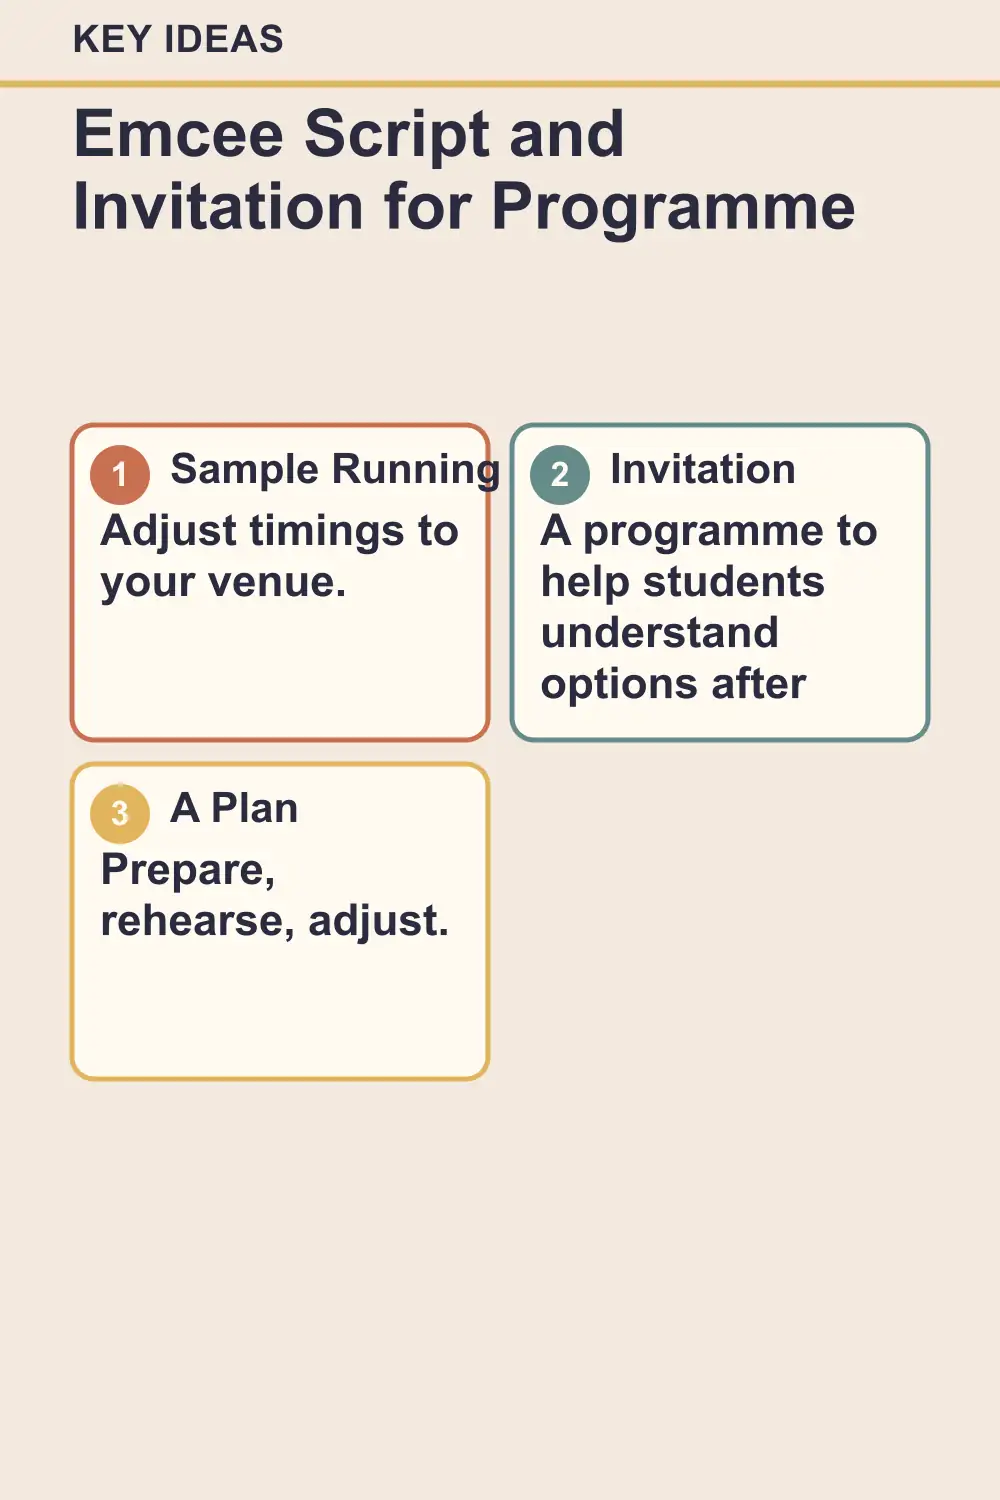 KEY IDEAS
Emcee Script and
Invitation for Programme
1 Sample Running
Adjust timings to
your venue.
2 Invitation
A programme to
help students
understand
options after
3 A Plan
Prepare,
rehearse, adjust.